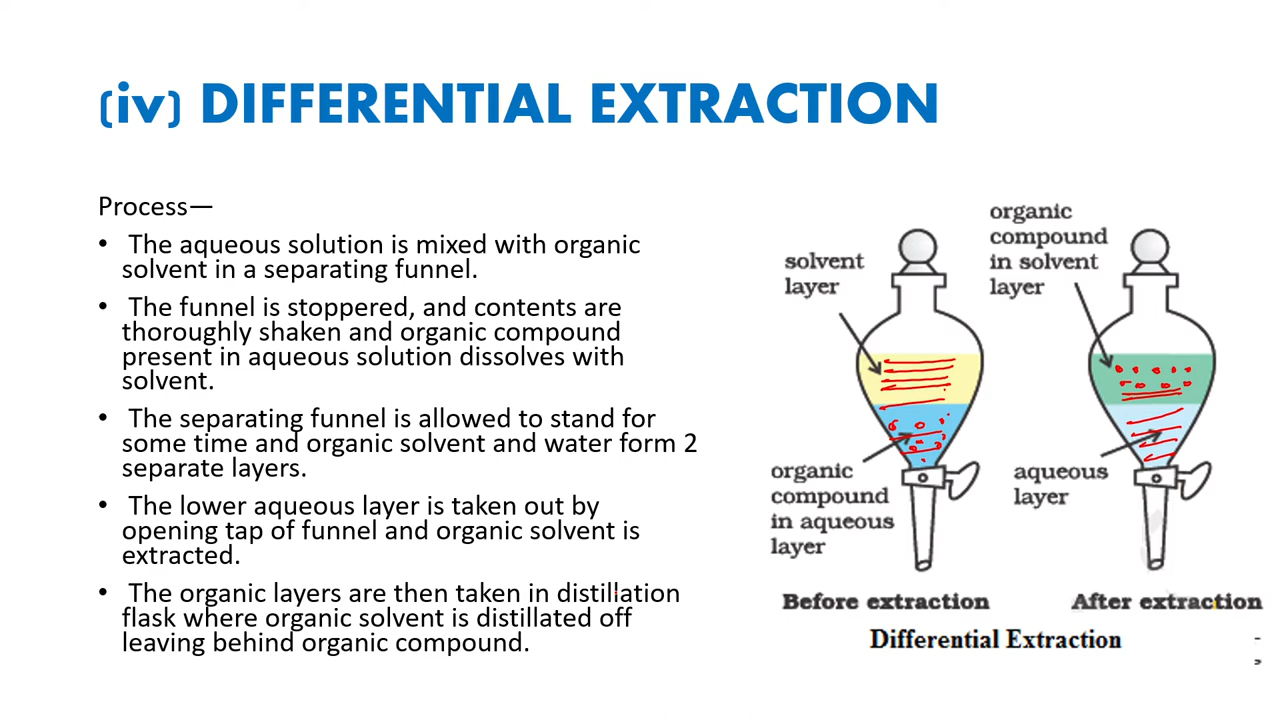 (iv) DIFFERENTIAL EXTRACTION
Process—
• The aqueous solution is mixed with organic
solvent in a separating funnel.
• The funnel is stoppered, and contents are
thoroughly shaken and organic compound
present in aqueous solution dissolves with
solvent.
• The separating funnel is allowed to stand for
some time and organic solvent and water form 2
separate layers.
• The lower aqueous layer is taken out by
opening tap of funnel and organic solvent is
extracted.
• The organic layers are then taken in distillation
flask where organic solvent is distillated off
leaving behind organic compound.
solvent
layer
organic
compound
in aqueous
layer
Before extraction
organic
compound
in solvent
layer
aqueous
layer
After extraction
Differential Extraction